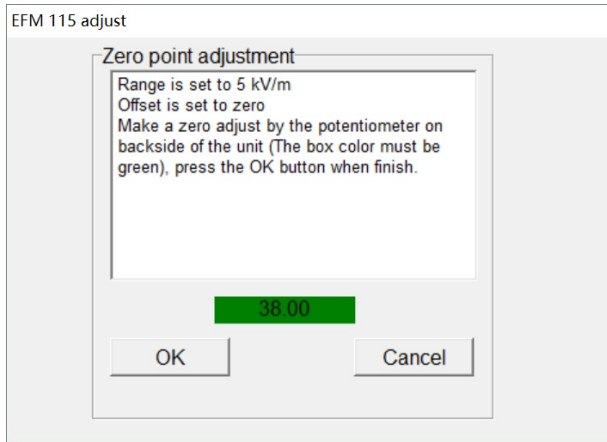 EFM 115 adjust
Zero point adjustment
Range is set to 5 kV/m
Offset is set to zero
Make a zero adjust by the potentiometer on
backside of the unit (The box color must be
green), press the OK button when finish.
38.00
OK
Cancel